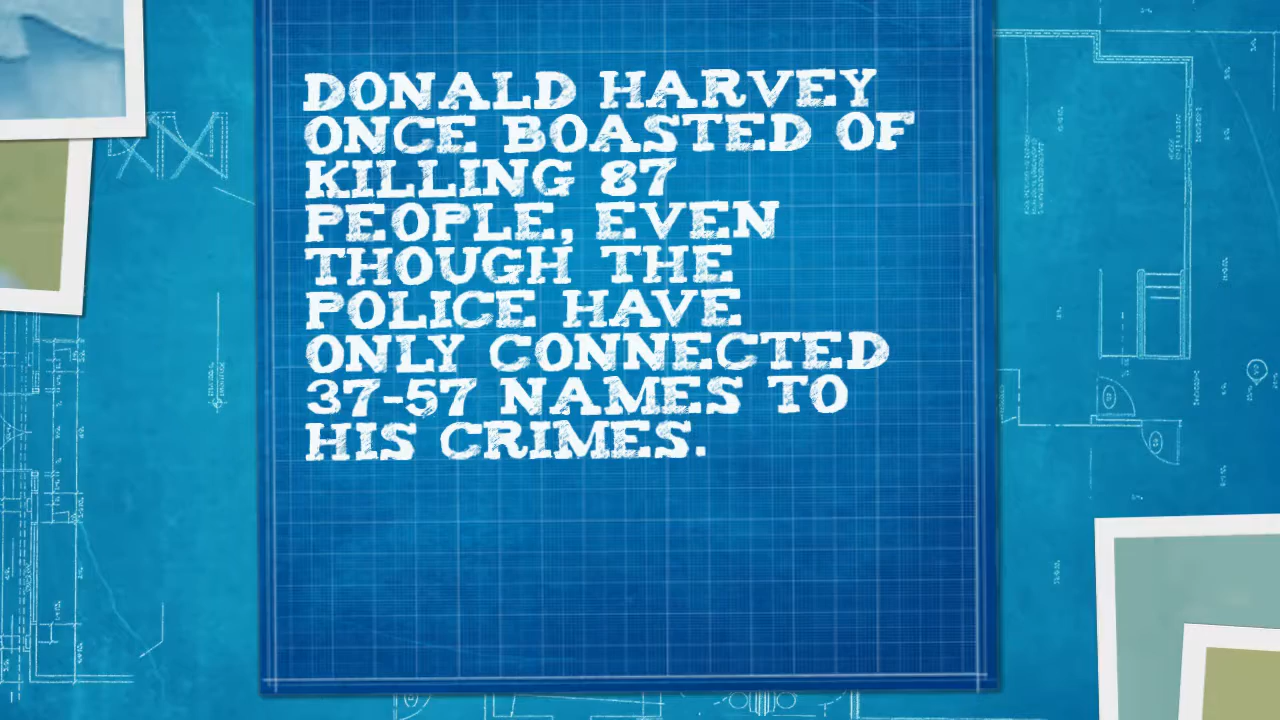 DONALD HARVEY
ONCE BOASTED OF
KILLING 87
PEOPLE, EVEN
THOUGH THE
POLICE HAVE
ONLY CONNECTED
37-57 NAMES TO
HIS CRIMES.